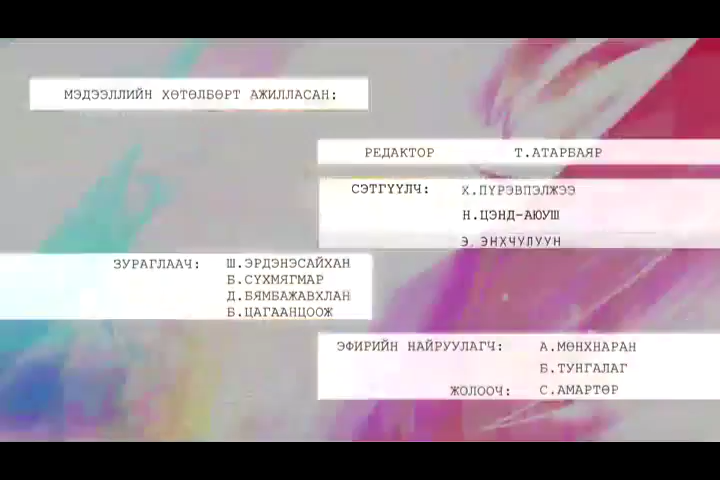 МЭДЭЭЛЛИЙН ХӨТӨЛБӨРТ АЖИЛЛАСАН:
РЕДАКТОР Т.АТАРБАЯР
СЭТГҮҮЛЧ: Х.ПҮРЭВПЭЛЖЭЭ
Н.ЦЭНД-АЮУШ
Э.ЭНХЧУЛУУН
ЗУРАГЛААЧ: Ш.ЭРДЭНЭСАЙХАН
Б.СҮХМЯГМАР
Д.БЯМБАЖАВХЛАН
Б.ЦАГААНЦООЖ
ЭФИРИЙН НАЙРУУЛАГЧ: А.МӨНХНАРАН
Б.ТУНГАЛАГ
ЖОЛООЧ: С.АМАРТӨР